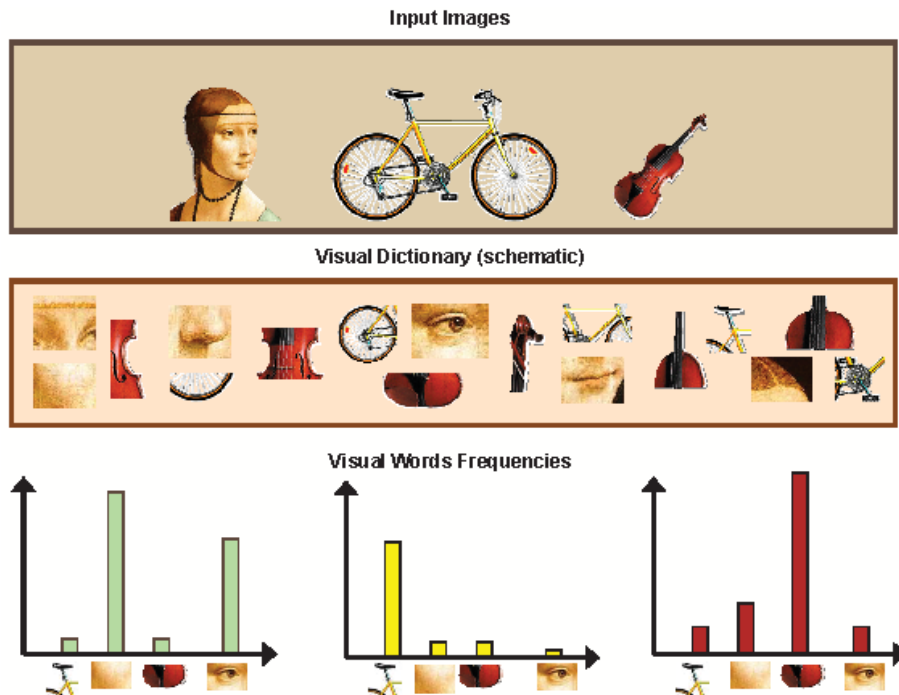 Input Images
Visual Dictionary (schematic)
Visual Words Frequencies